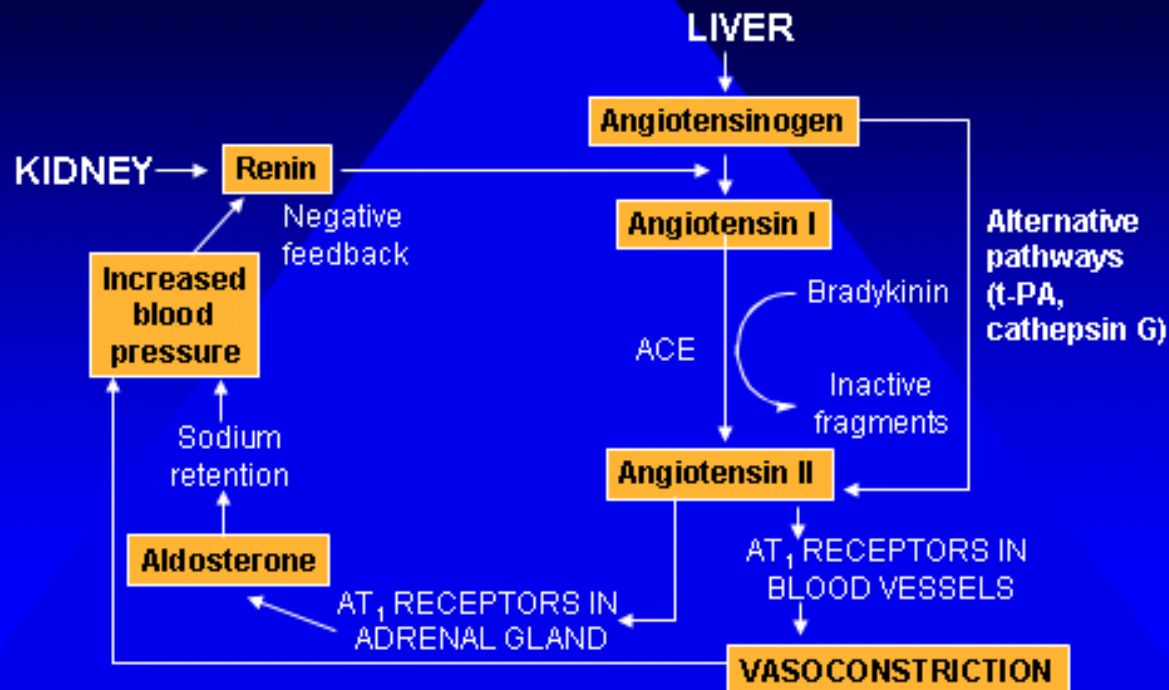 LIVER
Angiotensinogen
KIDNEY
Renin
Negative
feedback
Angiotensin I
Alternative
pathways
(t-PA,
cathepsin G)
Increased
blood
pressure
Bradykinin
ACE
Inactive
fragments
Sodium
retention
Angiotensin II
Aldosterone
AT1 RECEPTORS IN
BLOOD VESSELS
AT1 RECEPTORS IN
ADRENAL GLAND
VASOCONSTRICTION